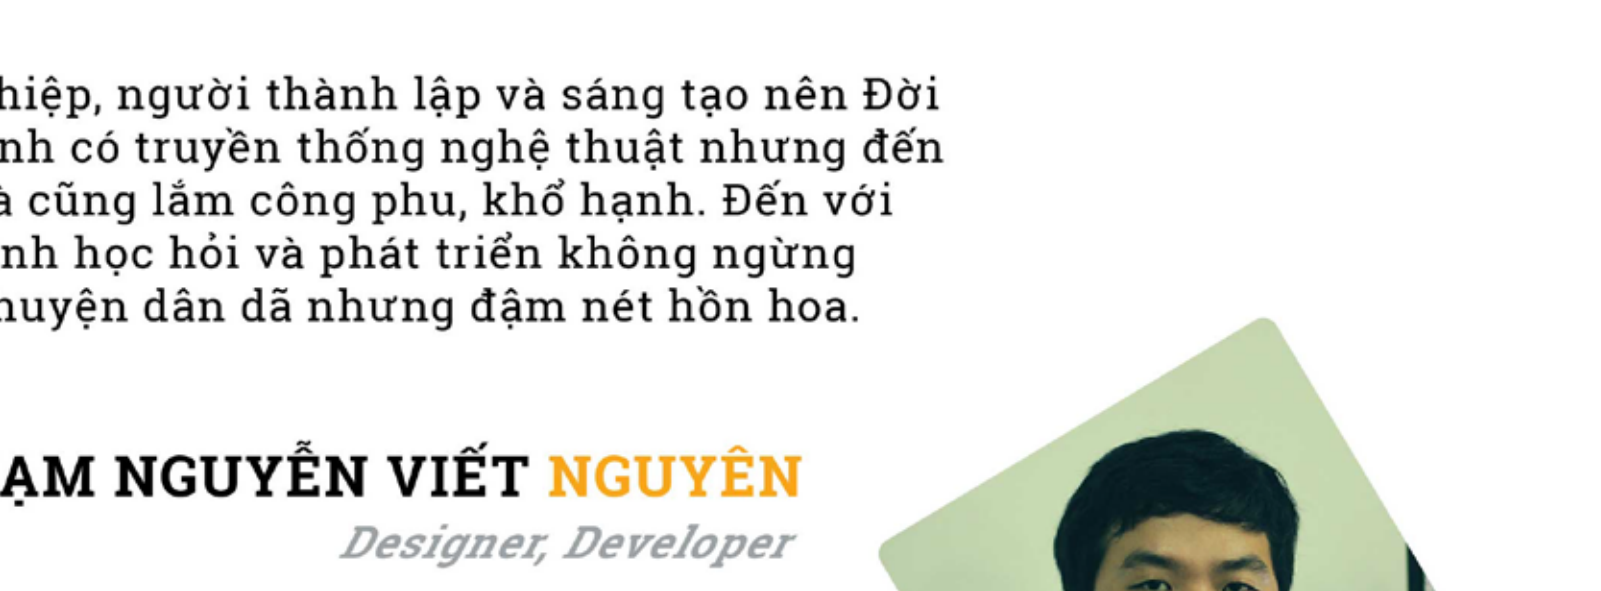 hiệp, người thành lập và sáng tạo nên Đời
nh có truyền thống nghệ thuật nhưng đến
à cũng lắm công phu, khổ hạnh. Đến với
nh học hỏi và phát triển không ngừng
huyện dân dã nhưng đậm nét hồn hoa.
ẠM NGUYỄN VIẾT NGUYÊN
Designer, Developer